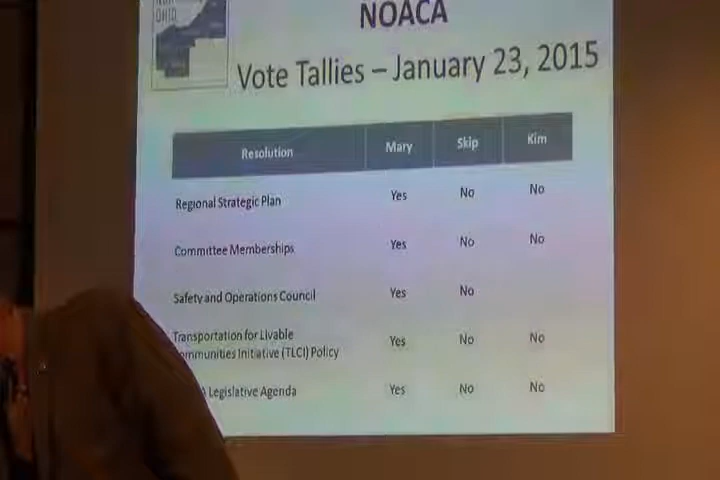 OHIO
NOACA
Vote Tallies – January 23, 2015
Resolution Mary Skip Kim
Regional Strategic Plan Yes No No
Committee Memberships Yes No No
Safety and Operations Council Yes No
Transportation for Livable
ommunities Initiative (TLCI) Policy Yes No No
A Legislative Agenda Yes No No